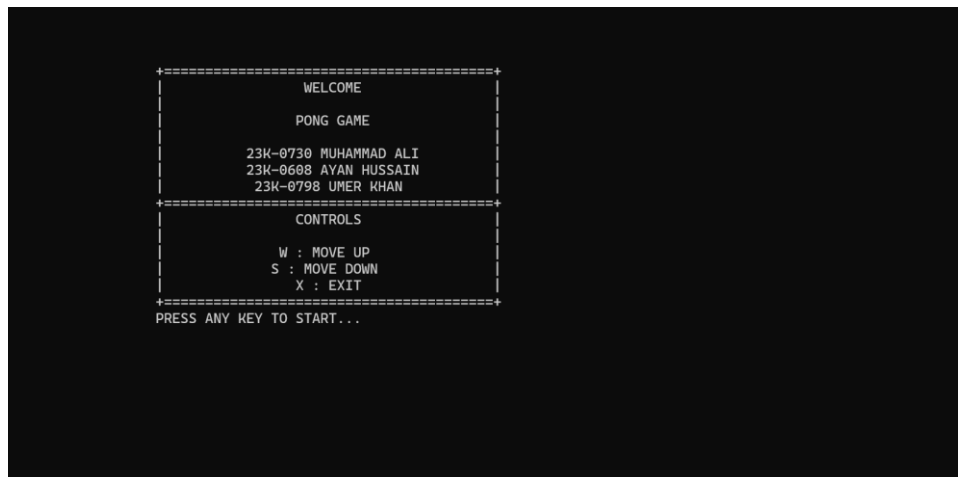 WELCOME
PONG GAME
23K-0730 MUHAMMAD ALI
23K-0608 AYAN HUSSAIN
23K-0798 UMER KHAN
CONTROLS
W : MOVE UP
S : MOVE DOWN
X : EXIT
PRESS ANY KEY TO START...